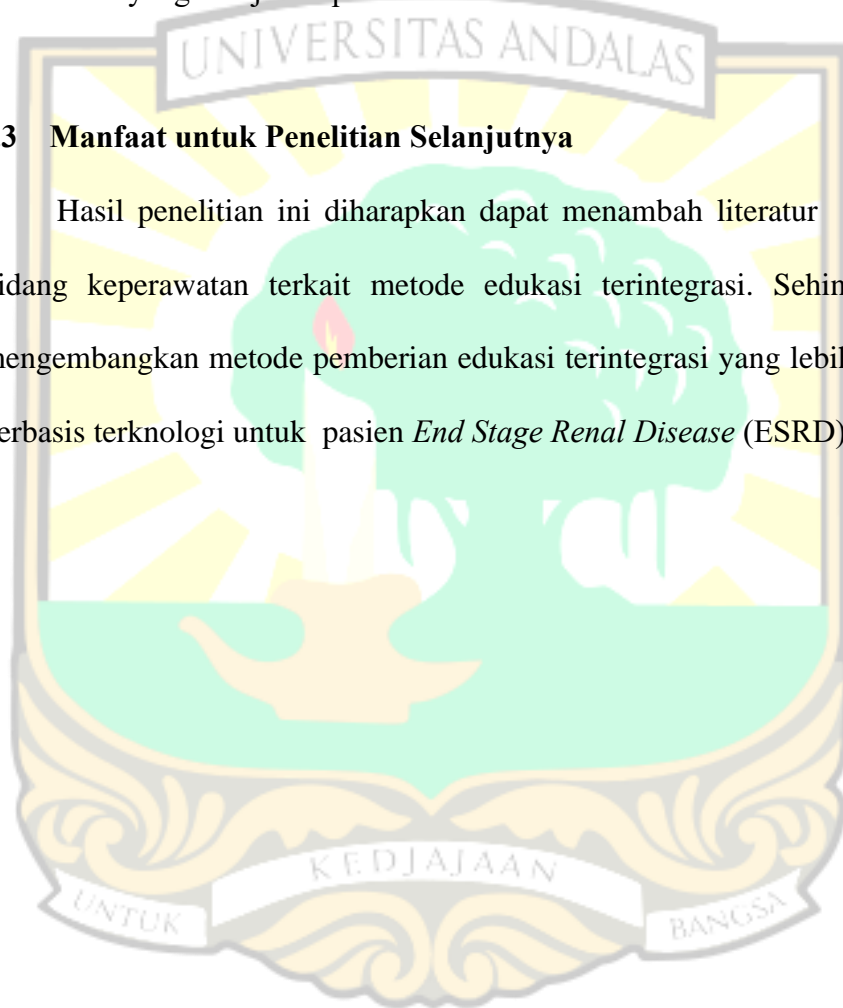 UNIVERSITAS ANDALAS
3 Manfaat untuk Penelitian Selanjutnya
Hasil penelitian ini diharapkan dapat menambah literatur
idang keperawatan terkait metode edukasi terintegrasi. Sehin
mengembangkan metode pemberian edukasi terintegrasi yang lebih
erbasis terknologi untuk pasien End Stage Renal Disease (ESRD)
KEDJAJAAN
UNTUK
BANGSA